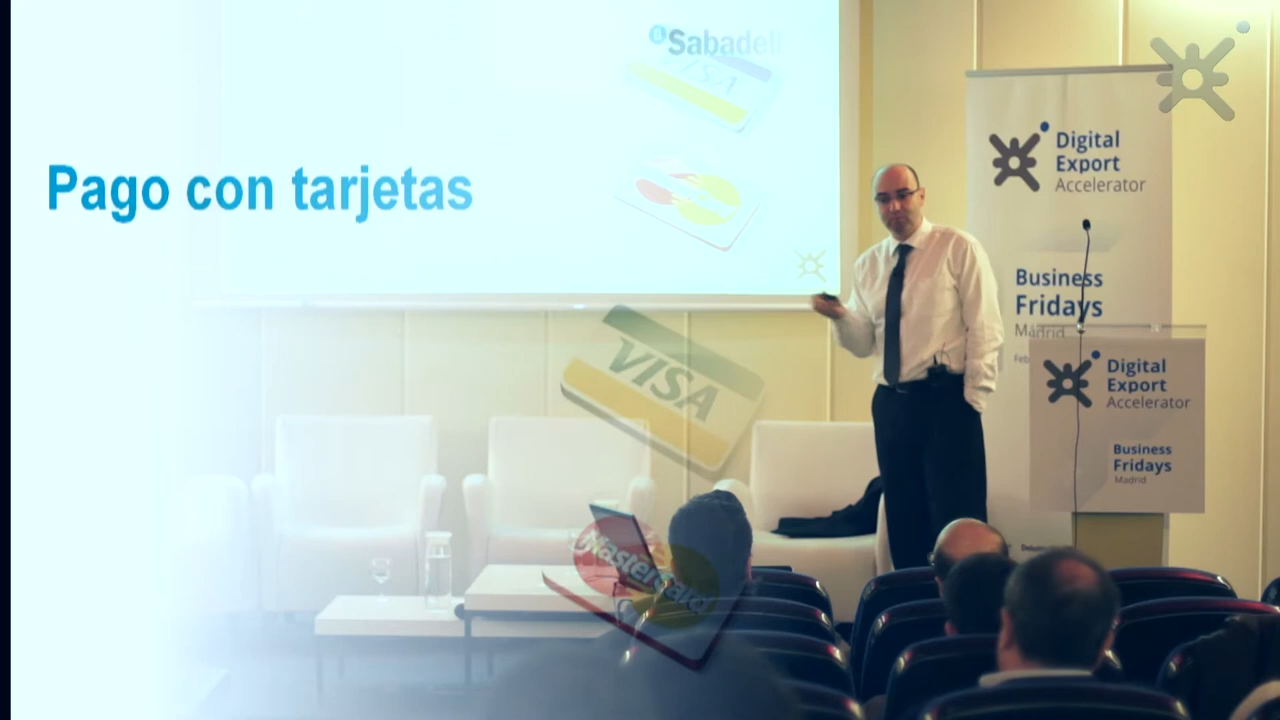 Sabadell
VISA
Pago con tarjetas
Digital
Export
Accelerator
Business
Fridays
Madrid
Feb
VISA
MasterCard
Digital
Export
Accelerator
Business
Fridays
Madrid